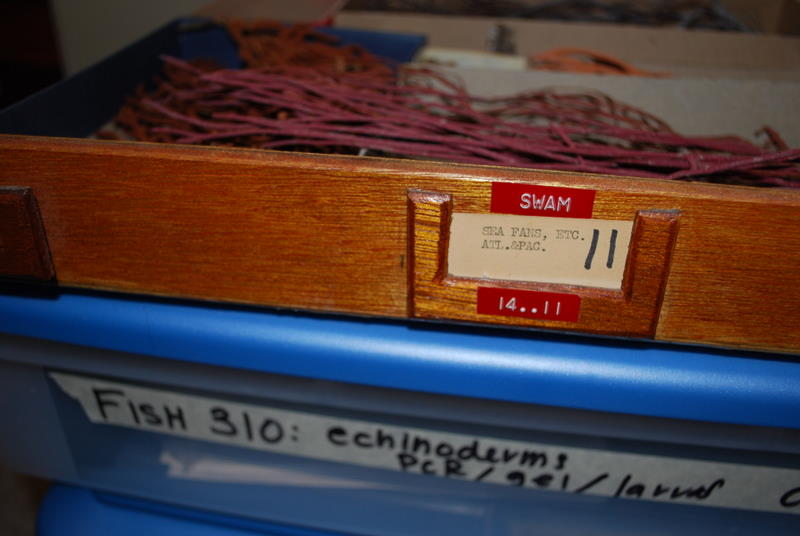 SWAM
SEA FANS, ETC.
ATL.&PAC.
11
14..11
FISH 310: echinoderms
PCR/gel/larvae